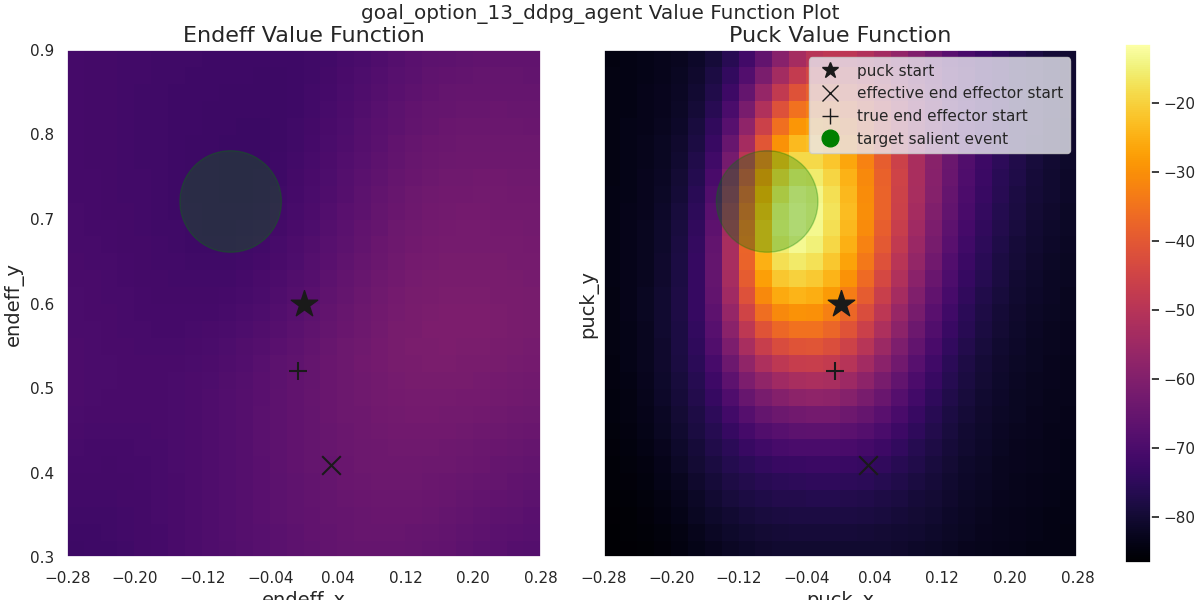 goal_option_13_ddpg_agent Value Function Plot
Endeff Value Function
Puck Value Function
puck start
effective end effector start
true end effector start
target salient event
endeff_y
0.9
0.8
0.7
0.6
0.5
0.4
0.3
−0.28 −0.20 −0.12 −0.04 0.04 0.12 0.20 0.28
endeff_x
puck_y
−0.28 −0.20 −0.12 −0.04 0.04 0.12 0.20 0.28
puck_x
−20
−30
−40
−50
−60
−70
−80